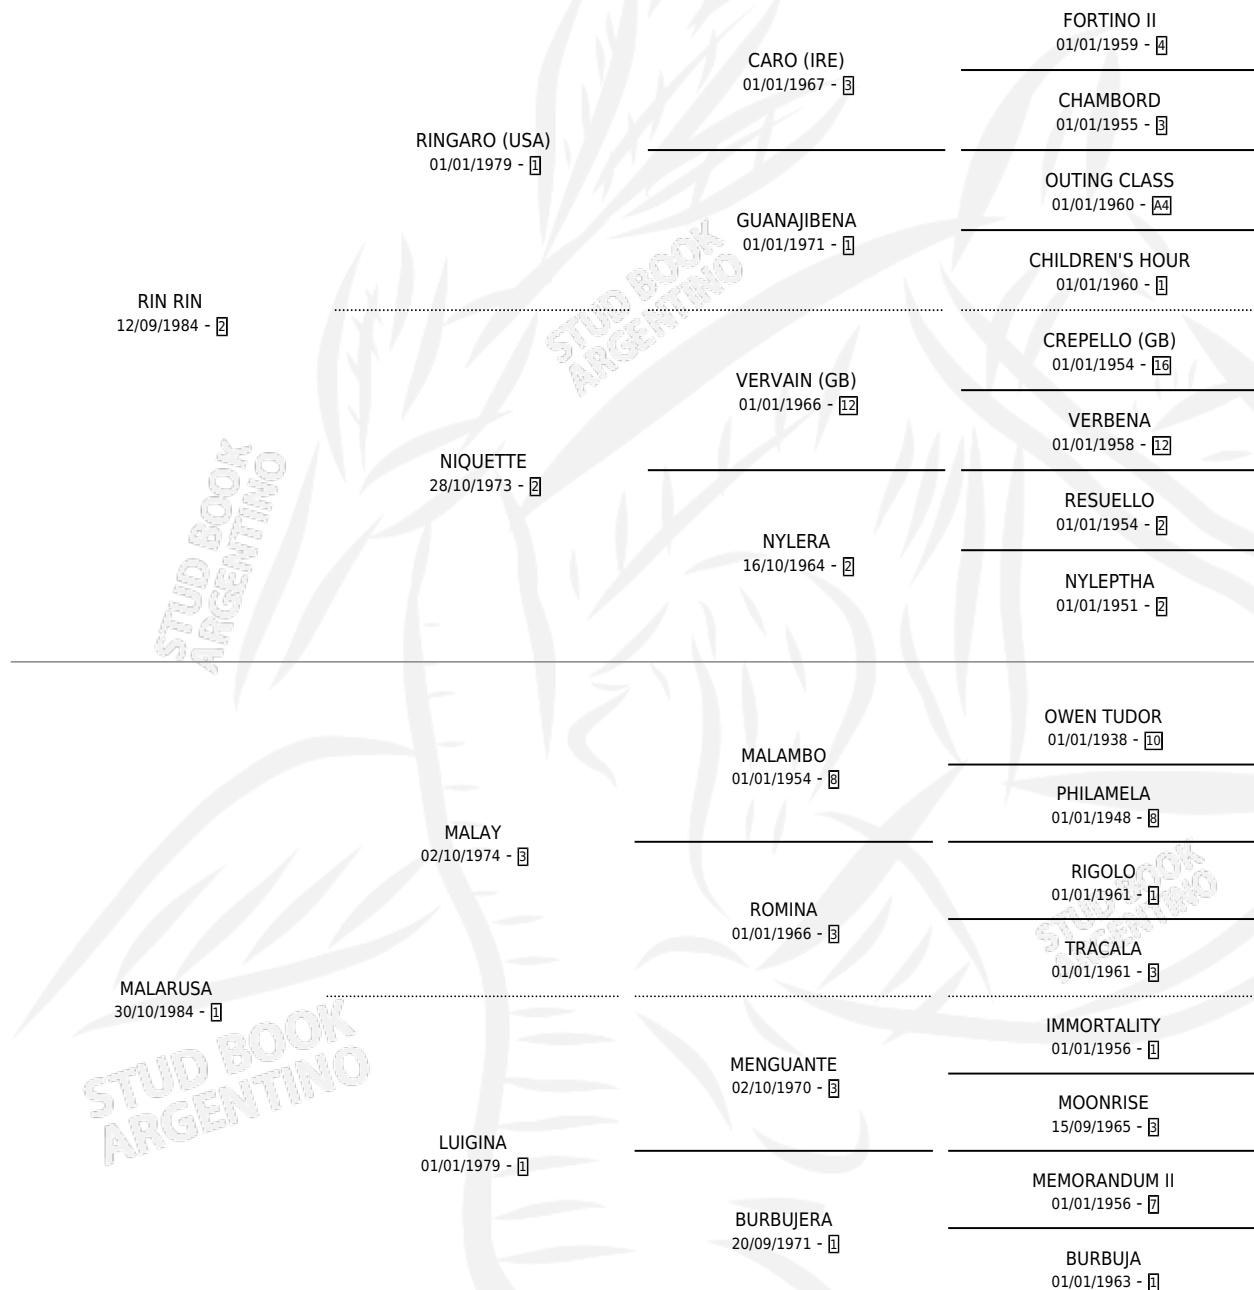 FORTINO II
01/01/1959 - 4
CARO (IRE)
01/01/1967 - 3
CHAMBORD
01/01/1955 - 3
RINGARO (USA)
01/01/1979 - 1
OUTING CLASS
01/01/1960 - A4
GUANAJIBENA
01/01/1971 - 1
CHILDREN'S HOUR
01/01/1960 - 1
RIN RIN
12/09/1984 - 2
STUD BOOK
ARGENTINO
CREPELLO (GB)
01/01/1954 - 16
VERVAIN (GB)
01/01/1966 - 12
VERBENA
01/01/1958 - 12
NIQUETTE
28/10/1973 - 2
RESUELLO
01/01/1954 - 2
NYLERA
16/10/1964 - 2
NYLEPTHA
01/01/1951 - 2
STUD BOOK
ARGENTINO
OWEN TUDOR
01/01/1938 - 10
MALAMBO
01/01/1954 - 8
PHILAMELA
01/01/1948 - 8
MALAY
02/10/1974 - 3
RIGOLO
01/01/1961 - 1
ROMINA
01/01/1966 - 3
STUD BOOK
ARGENTINO
TRACALA
01/01/1961 - 3
MALARUSA
30/10/1984 - 1
STUD BOOK
ARGENTINO
IMMORTALITY
01/01/1956 - 1
MENGUANTE
02/10/1970 - 3
MOONRISE
15/09/1965 - 3
LUIGINA
01/01/1979 - 1
MEMORANDUM II
01/01/1956 - 7
BURBUJERA
20/09/1971 - 1
BURBUJA
01/01/1963 - 1